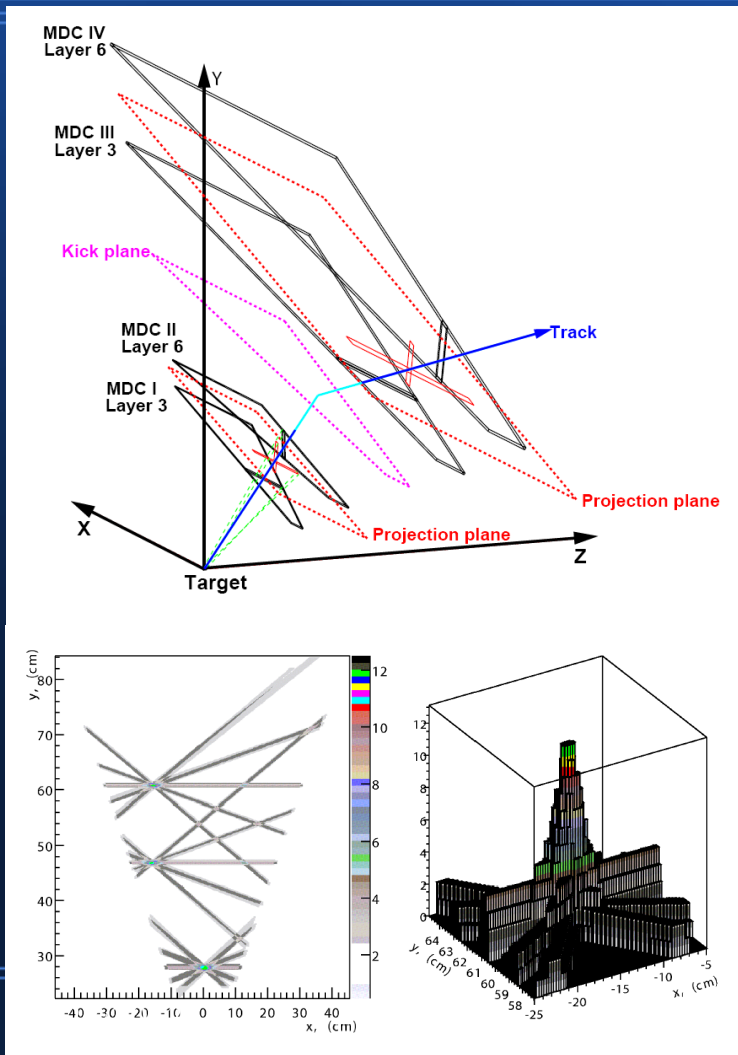 MDC IV
Layer 6
Y
MDC III
Layer 3
Kick plane
MDC II
Layer 6
Track
MDC I
Layer 3
Projection plane
X
Projection plane
Z
Target
y, (cm)
80
70
60
50
40
30
-40 -30 -20 -10 0 10 20 30 40
x, (cm)
12
10
8
6
4
2
12
10
8
6
4
2
0
64
63
62
61
60
59
58
y, (cm)
-25
-20
-15
-10
-5
x, (cm)